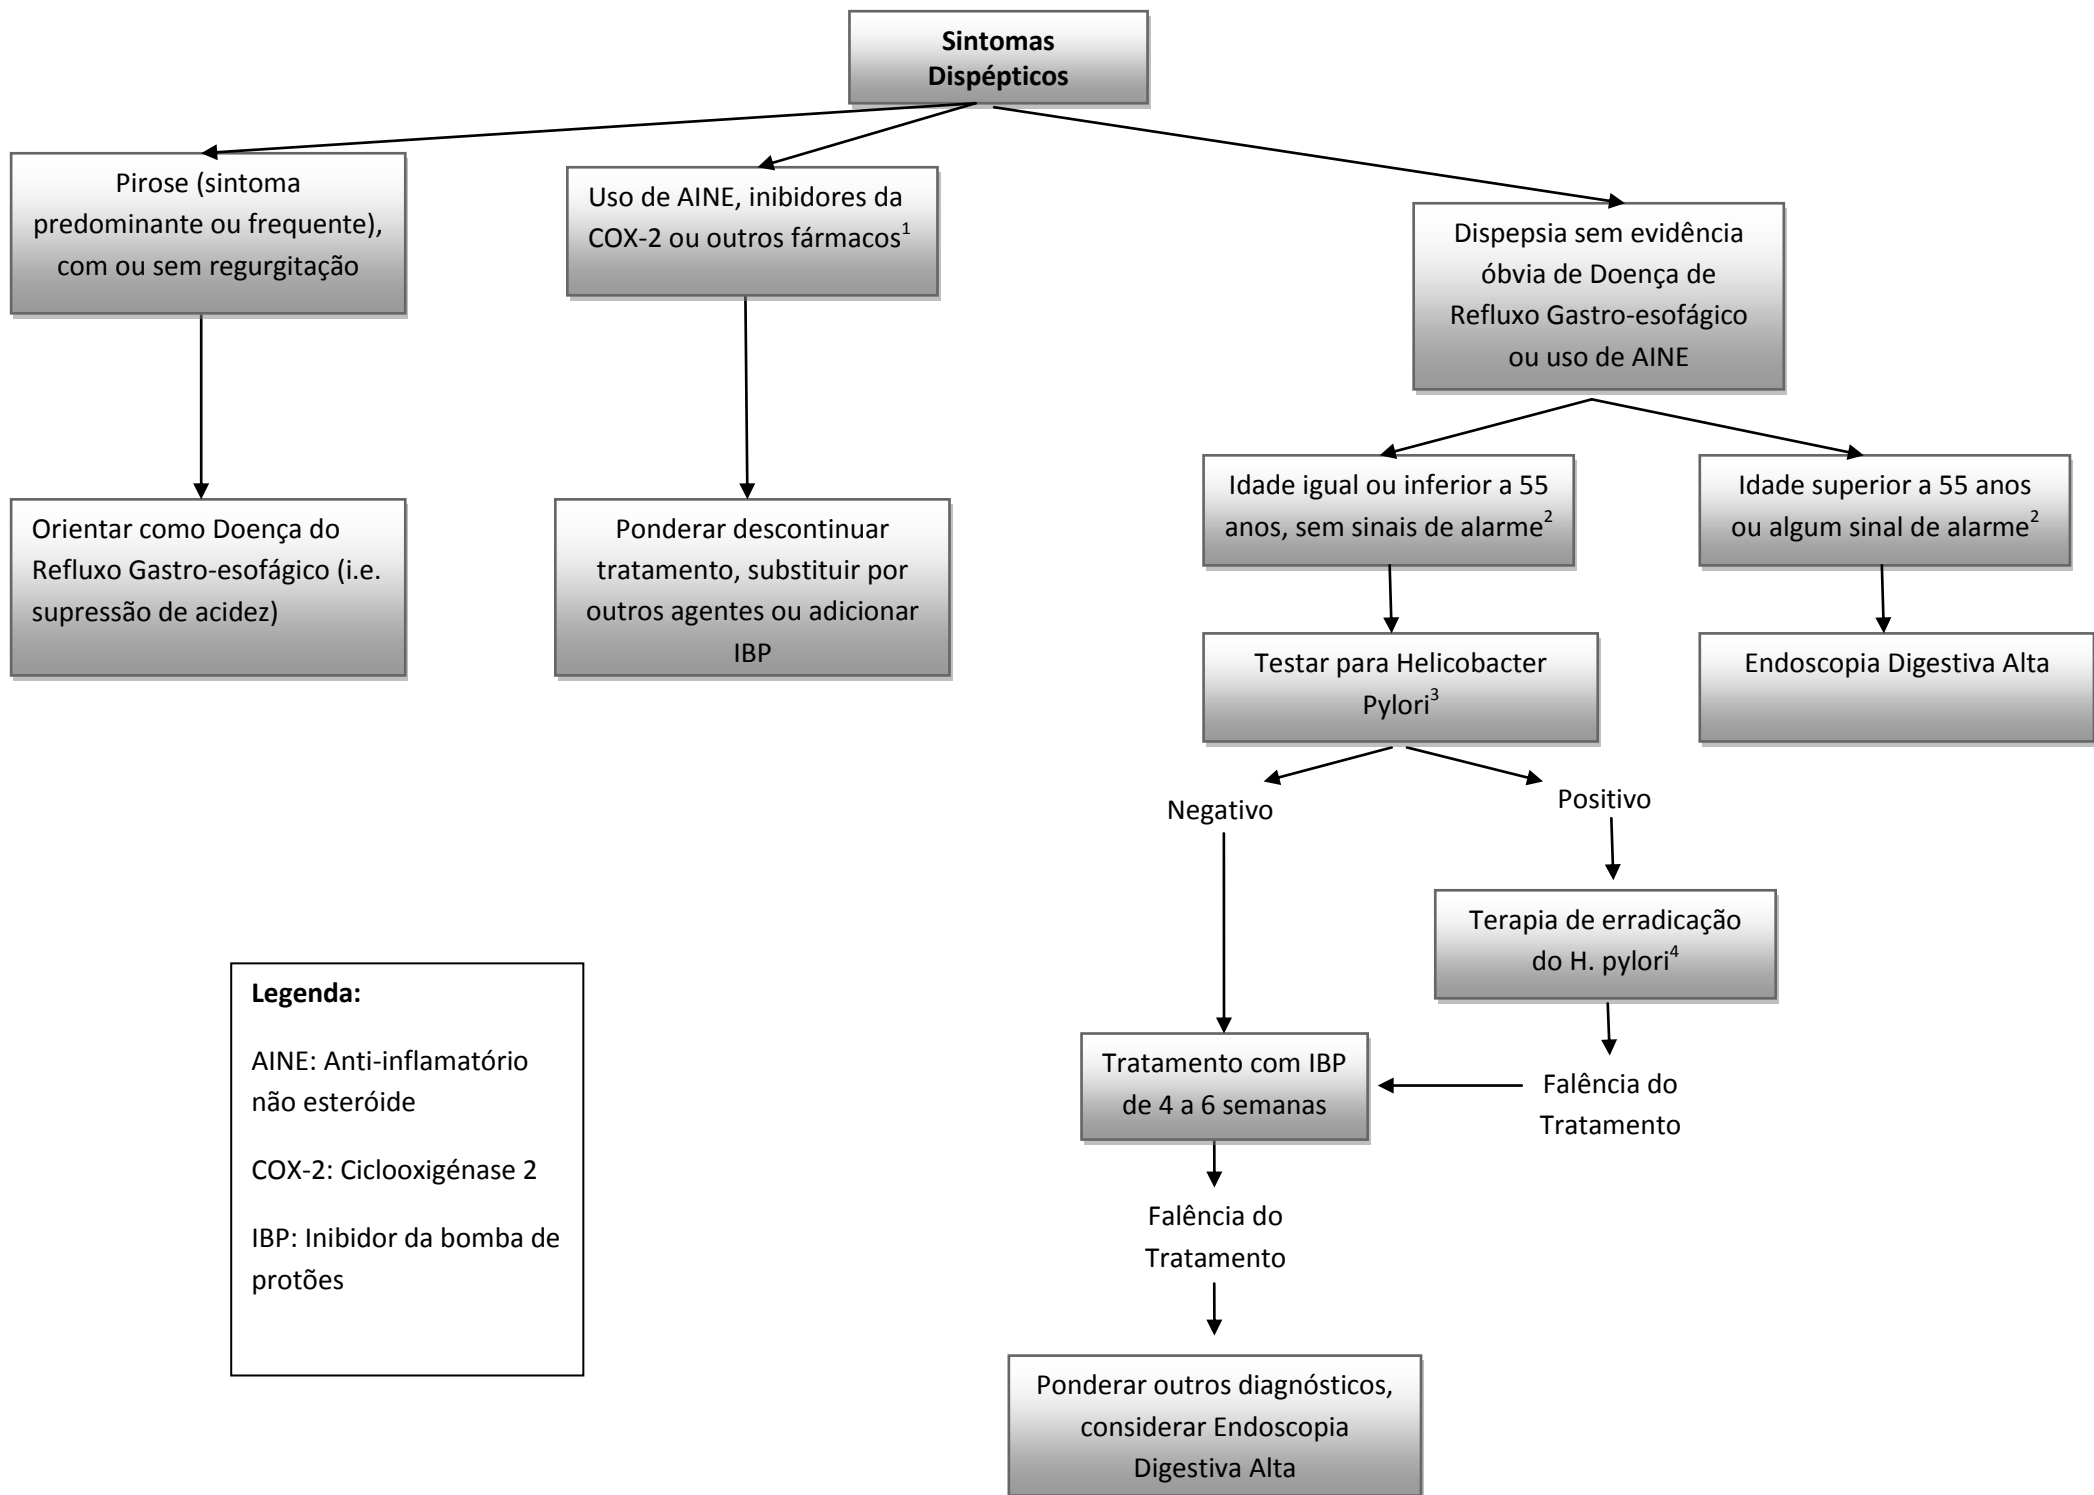 Sintomas
Dispépticos
Pirose (sintoma
predominante ou frequente),
com ou sem regurgitação
Uso de AINE, inibidores da
COX-2 ou outros fármacos¹
Dispepsia sem evidência
óbvia de Doença de
Refluxo Gastro-esofágico
ou uso de AINE
Idade igual ou inferior a 55
anos, sem sinais de alarme²
Idade superior a 55 anos
ou algum sinal de alarme²
Orientar como Doença do
Refluxo Gastro-esofágico (i.e.
supressão de acidez)
Ponderar descontinuar
tratamento, substituir por
outros agentes ou adicionar
IBP
Testar para Helicobacter
Pylori³
Endoscopia Digestiva Alta
Negativo
Positivo
Terapia de erradicação
do H. pylori⁴
Tratamento com IBP
de 4 a 6 semanas
Falência do
Tratamento
Falência do
Tratamento
Ponderar outros diagnósticos,
considerar Endoscopia
Digestiva Alta
Legenda:
AINE: Anti-inflamatório
não esteróide
COX-2: Ciclooxigénase 2
IBP: Inibidor da bomba de
protões